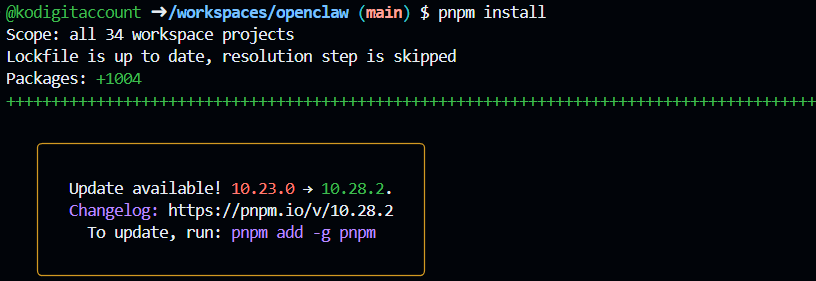 @kodigitaccount ➜/workspaces/openclaw (main) $ pnpm install
Scope: all 34 workspace projects
Lockfile is up to date, resolution step is skipped
Packages: +1004
++++++++++++++++++++++++++++++++++++++++++++++++++++++++++++++++++++++++++++++++++++++++++
Update available! 10.23.0 → 10.28.2.
Changelog: https://pnpm.io/v/10.28.2
To update, run: pnpm add -g pnpm